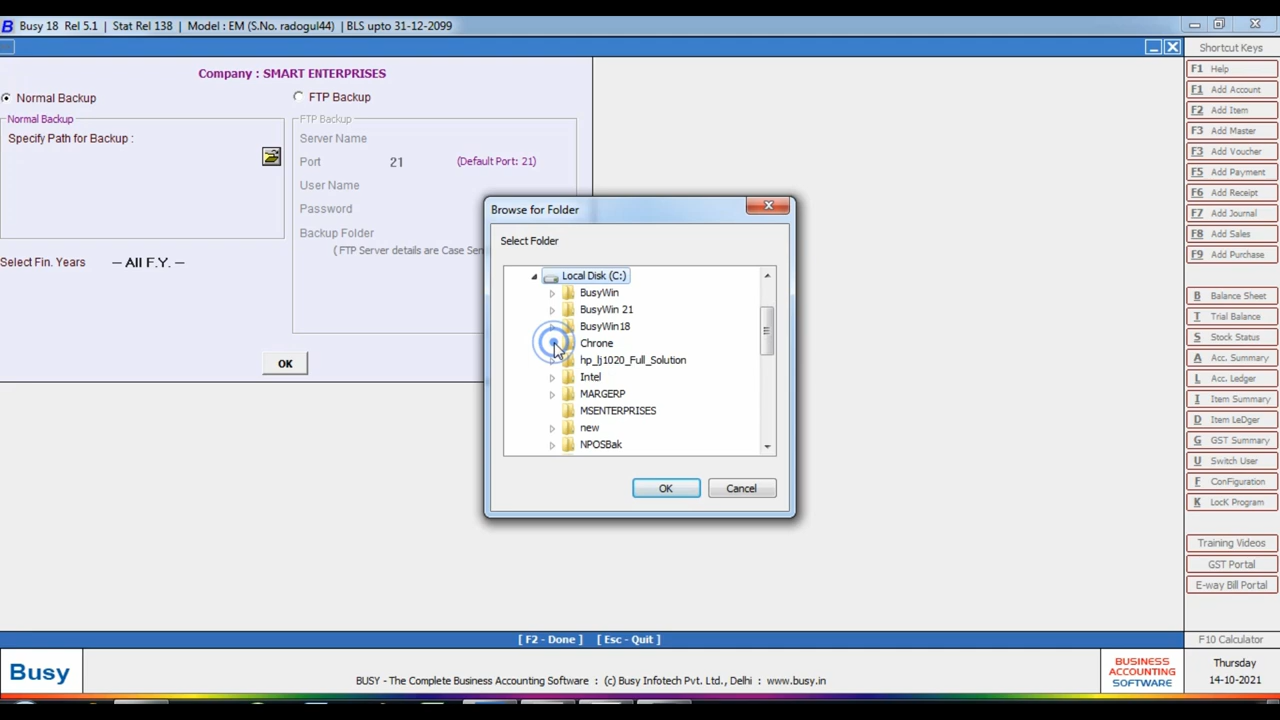 Busy 18 Rel 5.1 | Stat Rel 138 | Model : EM (S.No. radogul44) | BLS upto 31-12-2099
Company : SMART ENTERPRISES
Normal Backup
FTP Backup
Normal Backup
Specify Path for Backup :
FTP Backup
Server Name
Port 21 (Default Port: 21)
User Name
Password
Backup Folder
( FTP Server details are Case Sen
Select Fin. Years -- All F.Y. --
OK
Browse for Folder
Select Folder
Local Disk (C:)
BusyWin
BusyWin 21
BusyWin18
Chrone
hp_lj1020_Full_Solution
Intel
MARGERP
MSENTERPRISES
new
NPOSBak
OK Cancel
Shortcut Keys
F1 Help
F1 Add Account
F2 Add Item
F3 Add Master
F3 Add Voucher
F5 Add Payment
F6 Add Receipt
F7 Add Journal
F8 Add Sales
F9 Add Purchase
B Balance Sheet
T Trial Balance
S Stock Status
A Acc. Summary
L Acc. Ledger
I Item Summary
D Item LeDger
G GST Summary
U Switch User
F ConFiguration
K LocK Program
Training Videos
GST Portal
E-way Bill Portal
[ F2 - Done ] [ Esc - Quit ]
F10 Calculator
Busy
BUSY - The Complete Business Accounting Software : (c) Busy Infotech Pvt. Ltd., Delhi : www.busy.in
BUSINESS
ACCOUNTING
SOFTWARE
Thursday
14-10-2021